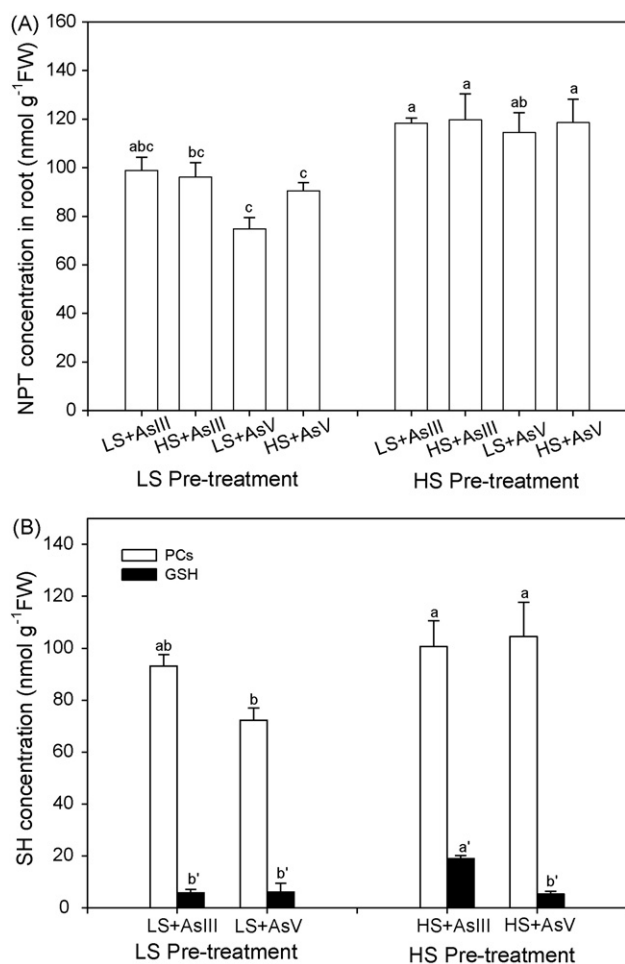 (A)
160
140
120
100
80
60
40
20
0
NPT concentration in root (nmol g⁻¹FW)
abc
bc
c
c
a
a
ab
a
LS+AsIII
HS+AsIII
LS+AsV
HS+AsV
LS+AsIII
HS+AsIII
LS+AsV
HS+AsV
LS Pre-treatment
HS Pre-treatment
(B)
140
120
100
80
60
40
20
0
SH concentration (nmol g⁻¹FW)
PCs
GSH
ab
b'
b
b'
a
a'
a
b'
LS+AsIII
LS+AsV
HS+AsIII
HS+AsV
LS Pre-treatment
HS Pre-treatment